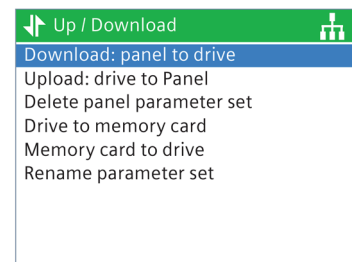 Up / Download
Download: panel to drive
Upload: drive to Panel
Delete panel parameter set
Drive to memory card
Memory card to drive
Rename parameter set